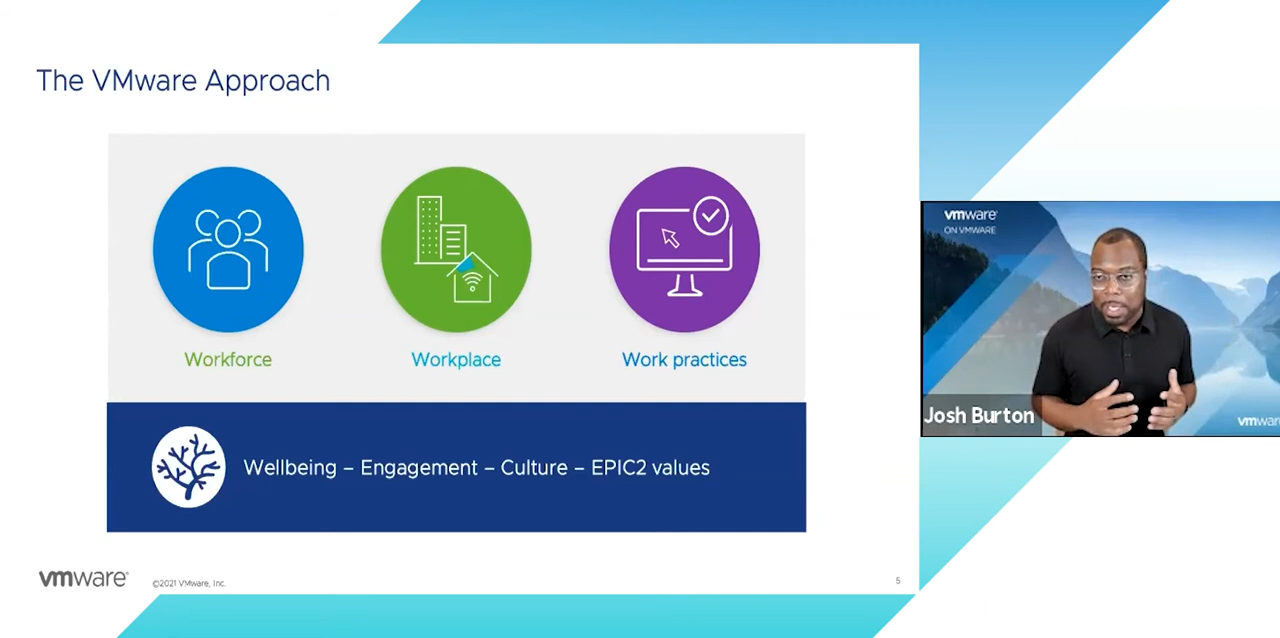 The VMware Approach
Workforce
Workplace
Work practices
Wellbeing – Engagement – Culture – EPIC2 values
vmware®
©2021 VMware, Inc.
5
vmware®
ON VMWARE
Josh Burton
vmwar